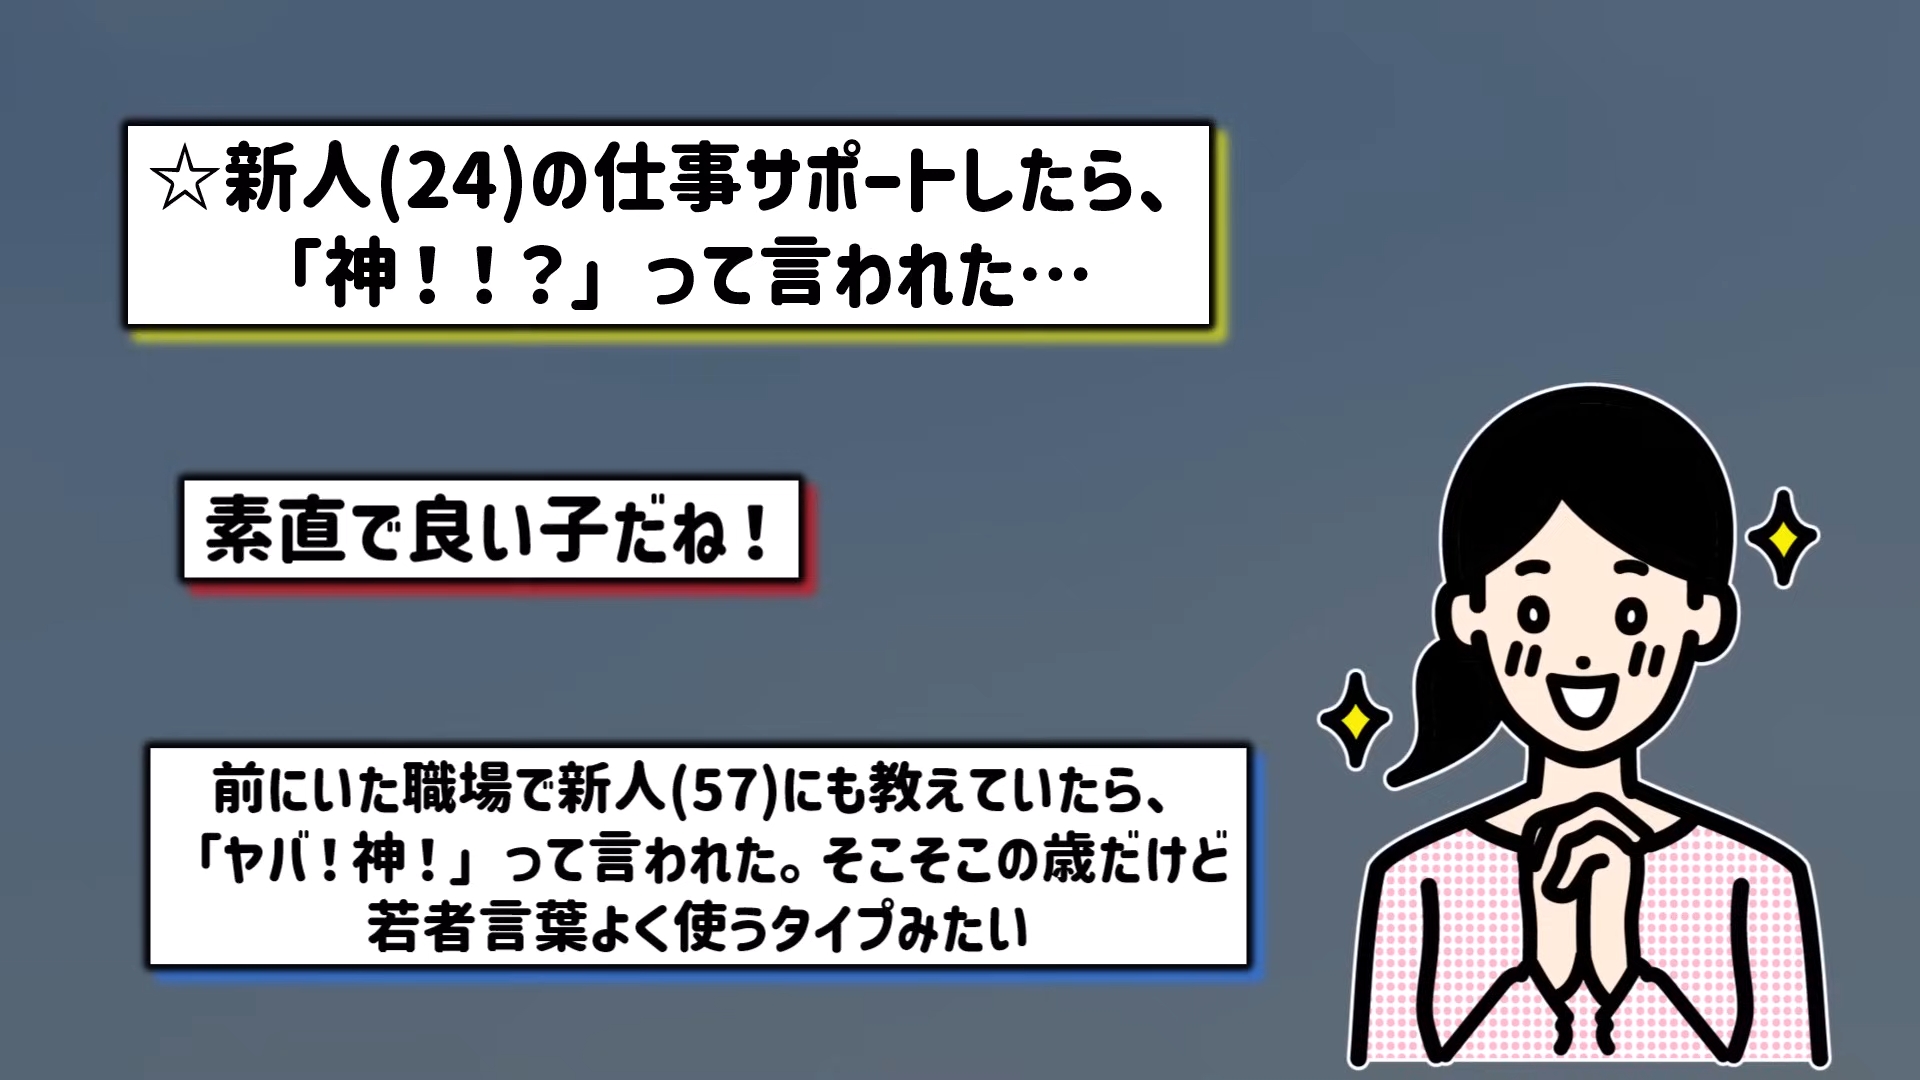 ☆新人(24)の仕事サポートしたら、
「神！！？」って言われた…
素直で良い子だね！
前にいた職場で新人(57)にも教えていたら、
「ヤバ！神！」って言われた。そこそこの歳だけど
若者言葉よく使うタイプみたい